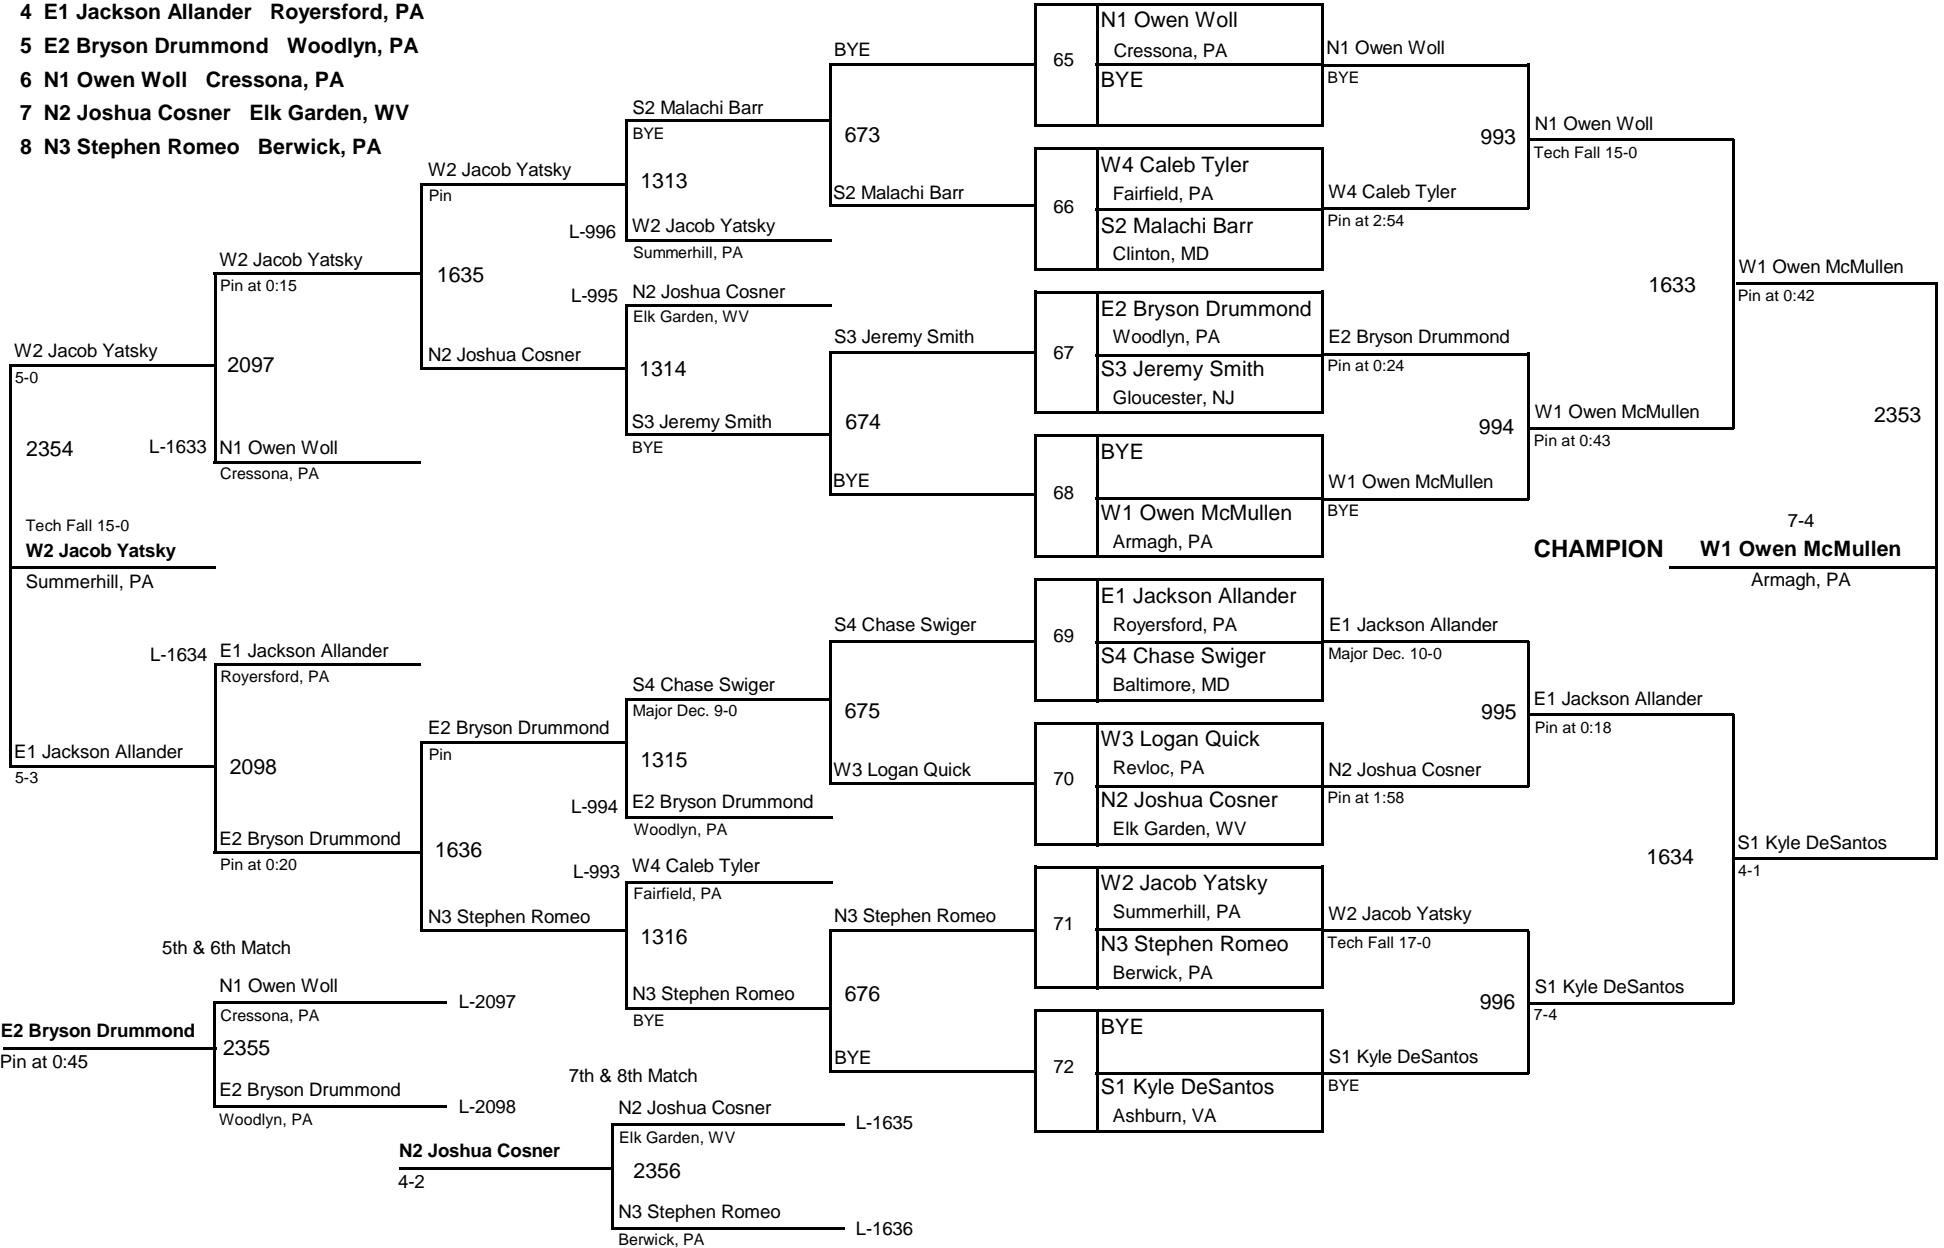 4 E1 Jackson Allander Royersford, PA
5 E2 Bryson Drummond Woodlyn, PA
6 N1 Owen Woll Cressona, PA
7 N2 Joshua Cosner Elk Garden, WV
8 N3 Stephen Romeo Berwick, PA
W2 Jacob Yatsky
5-0
2354
Tech Fall 15-0
W2 Jacob Yatsky
Summerhill, PA
E1 Jackson Allander
5-3
W2 Jacob Yatsky
Pin at 0:15
2097
L-1633
N1 Owen Woll
Cressona, PA
L-1634
E1 Jackson Allander
Royersford, PA
2098
E2 Bryson Drummond
Pin at 0:20
5th & 6th Match
N1 Owen Woll
L-2097
Cressona, PA
E2 Bryson Drummond
2355
Pin at 0:45
E2 Bryson Drummond
L-2098
Woodlyn, PA
W2 Jacob Yatsky
Pin
1635
N2 Joshua Cosner
E2 Bryson Drummond
Pin
1636
N3 Stephen Romeo
S2 Malachi Barr
BYE
1313
L-996
W2 Jacob Yatsky
Summerhill, PA
L-995
N2 Joshua Cosner
Elk Garden, WV
1314
S3 Jeremy Smith
BYE
S4 Chase Swiger
Major Dec. 9-0
1315
L-994
E2 Bryson Drummond
Woodlyn, PA
L-993
W4 Caleb Tyler
Fairfield, PA
1316
N3 Stephen Romeo
BYE
7th & 8th Match
N2 Joshua Cosner
L-1635
Elk Garden, WV
N2 Joshua Cosner
2356
4-2
N3 Stephen Romeo
L-1636
Berwick, PA
BYE
673
S2 Malachi Barr
S3 Jeremy Smith
674
BYE
S4 Chase Swiger
675
W3 Logan Quick
N3 Stephen Romeo
676
BYE
65
N1 Owen Woll
Cressona, PA
BYE
66
W4 Caleb Tyler
Fairfield, PA
S2 Malachi Barr
Clinton, MD
67
E2 Bryson Drummond
Woodlyn, PA
S3 Jeremy Smith
Gloucester, NJ
68
BYE
W1 Owen McMullen
Armagh, PA
69
E1 Jackson Allander
Royersford, PA
S4 Chase Swiger
Baltimore, MD
70
W3 Logan Quick
Revloc, PA
N2 Joshua Cosner
Elk Garden, WV
71
W2 Jacob Yatsky
Summerhill, PA
N3 Stephen Romeo
Berwick, PA
72
BYE
S1 Kyle DeSantos
Ashburn, VA
N1 Owen Woll
BYE
993
W4 Caleb Tyler
Pin at 2:54
E2 Bryson Drummond
Pin at 0:24
994
W1 Owen McMullen
BYE
E1 Jackson Allander
Major Dec. 10-0
995
N2 Joshua Cosner
Pin at 1:58
W2 Jacob Yatsky
Tech Fall 17-0
996
S1 Kyle DeSantos
BYE
N1 Owen Woll
Tech Fall 15-0
1633
W1 Owen McMullen
Pin at 0:43
E1 Jackson Allander
Pin at 0:18
1634
S1 Kyle DeSantos
7-4
W1 Owen McMullen
Pin at 0:42
2353
7-4
CHAMPION W1 Owen McMullen
Armagh, PA
S1 Kyle DeSantos
4-1